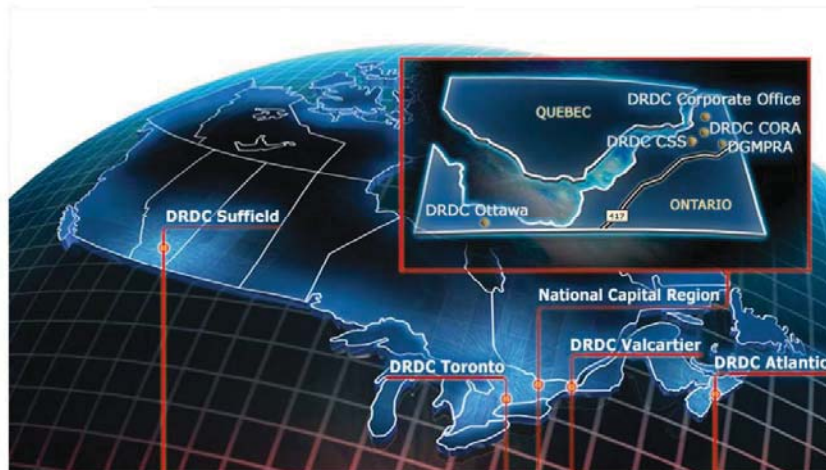 DRDC Corporate Office
QUEBEC
DRDC CORA
DRDC CSS
DGMPRA
ONTARIO
DRDC Ottawa
417
DRDC Suffield
National Capital Region
DRDC Valcartier
DRDC Toronto
DRDC Atlantic